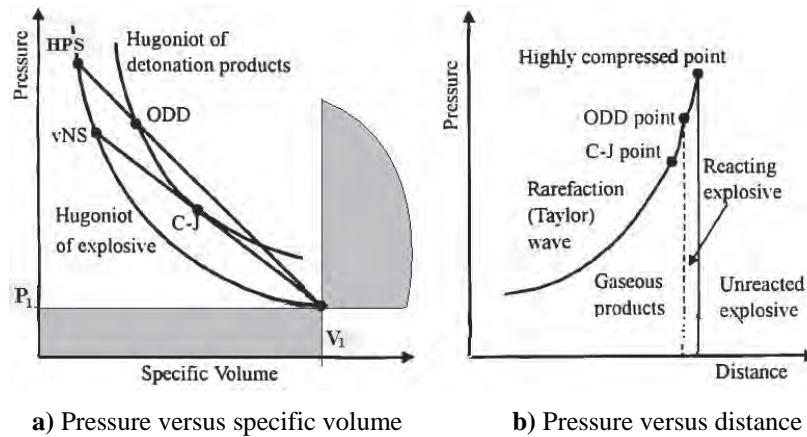 Pressure
HPS
Hugoniot of
detonation products
ODD
vNS
C-J
Hugoniot
of explosive
P₁
V₁
Specific Volume
Pressure
Highly compressed point
ODD point
C-J point
Reacting
explosive
Rarefaction
(Taylor)
wave
Gaseous
products
Unreacted
explosive
Distance
a) Pressure versus specific volume
b) Pressure versus distance